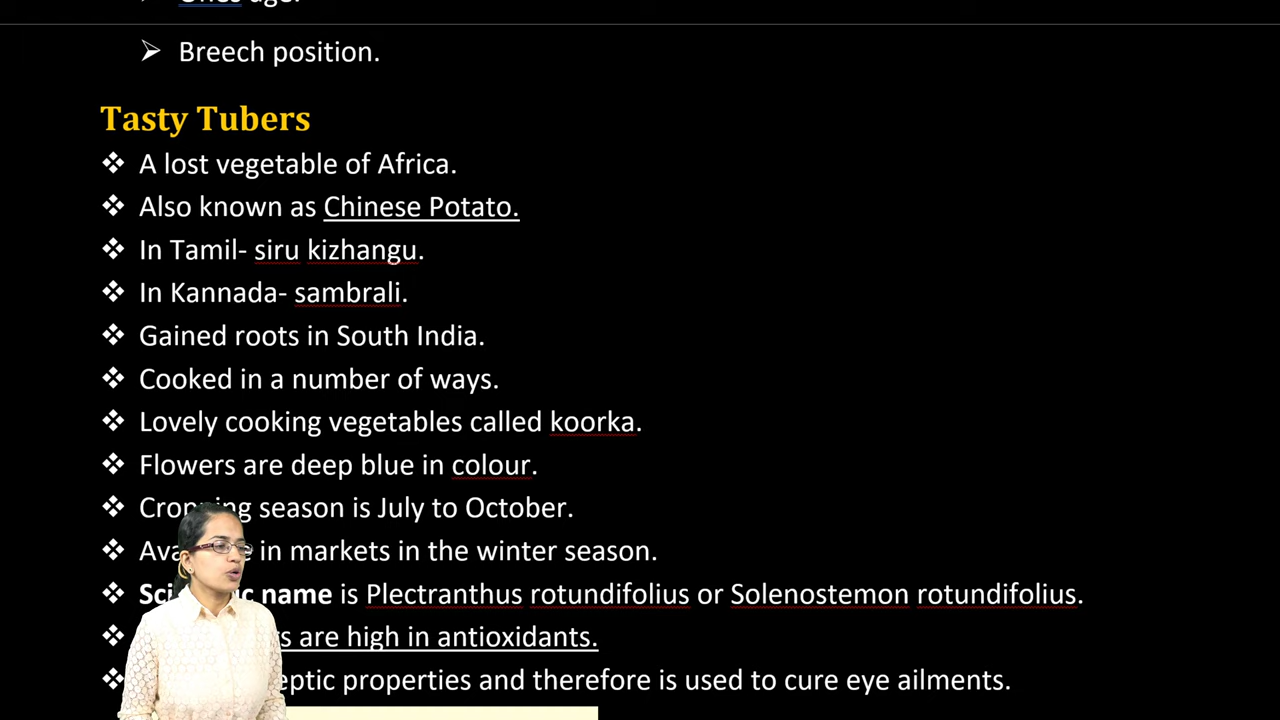 age.
➢ Breech position.
Tasty Tubers
❖ A lost vegetable of Africa.
❖ Also known as Chinese Potato.
❖ In Tamil- siru kizhangu.
❖ In Kannada- sambrali.
❖ Gained roots in South India.
❖ Cooked in a number of ways.
❖ Lovely cooking vegetables called koorka.
❖ Flowers are deep blue in colour.
❖ Cropping season is July to October.
❖ in markets in the winter season.
❖ name is Plectranthus rotundifolius or Solenostemon rotundifolius.
❖ are high in antioxidants.
❖ properties and therefore is used to cure eye ailments.